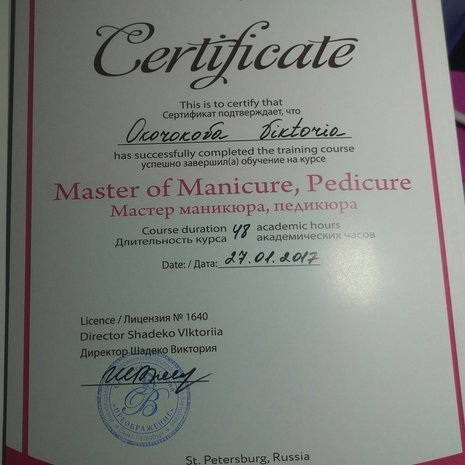 Certificate
This is to certify that
Сертификат подтверждает, что
Viktoria
has successfully completed the training course
успешно завершил(а) обучение на курсе
Master of Manicure, Pedicure
Мастер маникюра, педикюра
Course duration 48 academic hours
Длительность курса академических часов
Date: / Дата: 27.01.2017
Licence / Лицензия № 1640
Director Shadeko VIktoriia
Директор Шадеко Виктория
«ПРЕОБРАЖЕНИЕ»
St. Petersburg, Russia